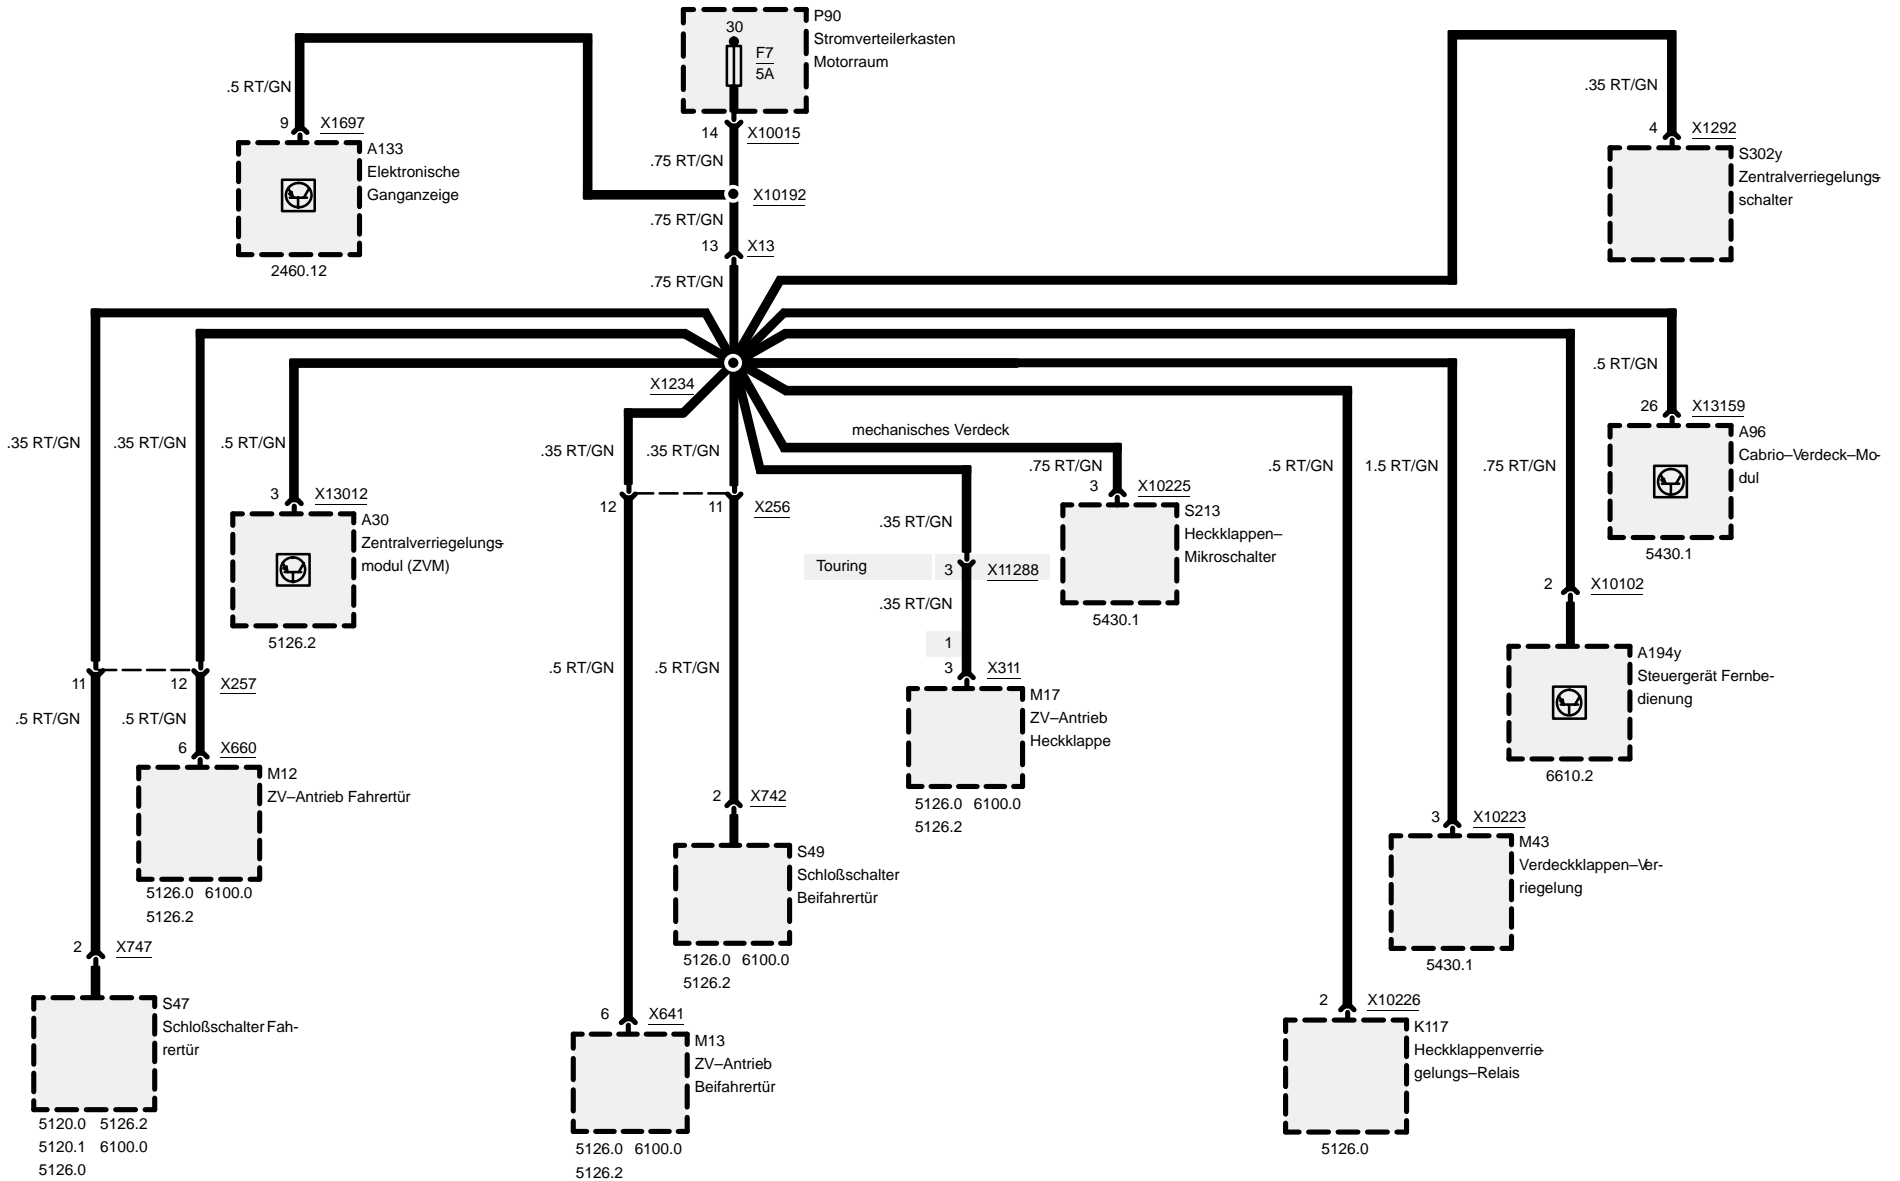 P90
Stromverteilerkasten
Motorraum
30
F7
5A
14 X10015
.75 RT/GN
X10192
.75 RT/GN
13 X13
.75 RT/GN
.5 RT/GN
9 X1697
A133
Elektronische
Ganganzeige
2460.12
.35 RT/GN
4 X1292
S302y
Zentralverriegelungs-
schalter
X1234
.35 RT/GN
.35 RT/GN
.5 RT/GN
3 X13012
A30
Zentralverriegelungs-
modul (ZVM)
5126.2
11
12 X257
.5 RT/GN
.5 RT/GN
6 X660
M12
ZV–Antrieb Fahrertür
5126.0 6100.0
5126.2
2 X747
S47
Schloßschalter Fah-
rertür
5120.0 5126.2
5120.1 6100.0
5126.0
.35 RT/GN
.35 RT/GN
12
11 X256
.5 RT/GN
.5 RT/GN
2 X742
S49
Schloßschalter
Beifahrertür
5126.0 6100.0
5126.2
6 X641
M13
ZV–Antrieb
Beifahrertür
5126.0 6100.0
5126.2
mechanisches Verdeck
.75 RT/GN
3 X10225
S213
Heckklappen–
Mikroschalter
5430.1
.35 RT/GN
Touring
3 X11288
.35 RT/GN
1
3 X311
M17
ZV–Antrieb
Heckklappe
5126.0 6100.0
5126.2
.5 RT/GN
1.5 RT/GN
.75 RT/GN
.5 RT/GN
26 X13159
A96
Cabrio–Verdeck–Mo-
dul
5430.1
2 X10102
A194y
Steuergerät Fernbe-
dienung
6610.2
3 X10223
M43
Verdeckklappen–Ver-
riegelung
5430.1
2 X10226
K117
Heckklappenverrie-
gelungs–Relais
5126.0